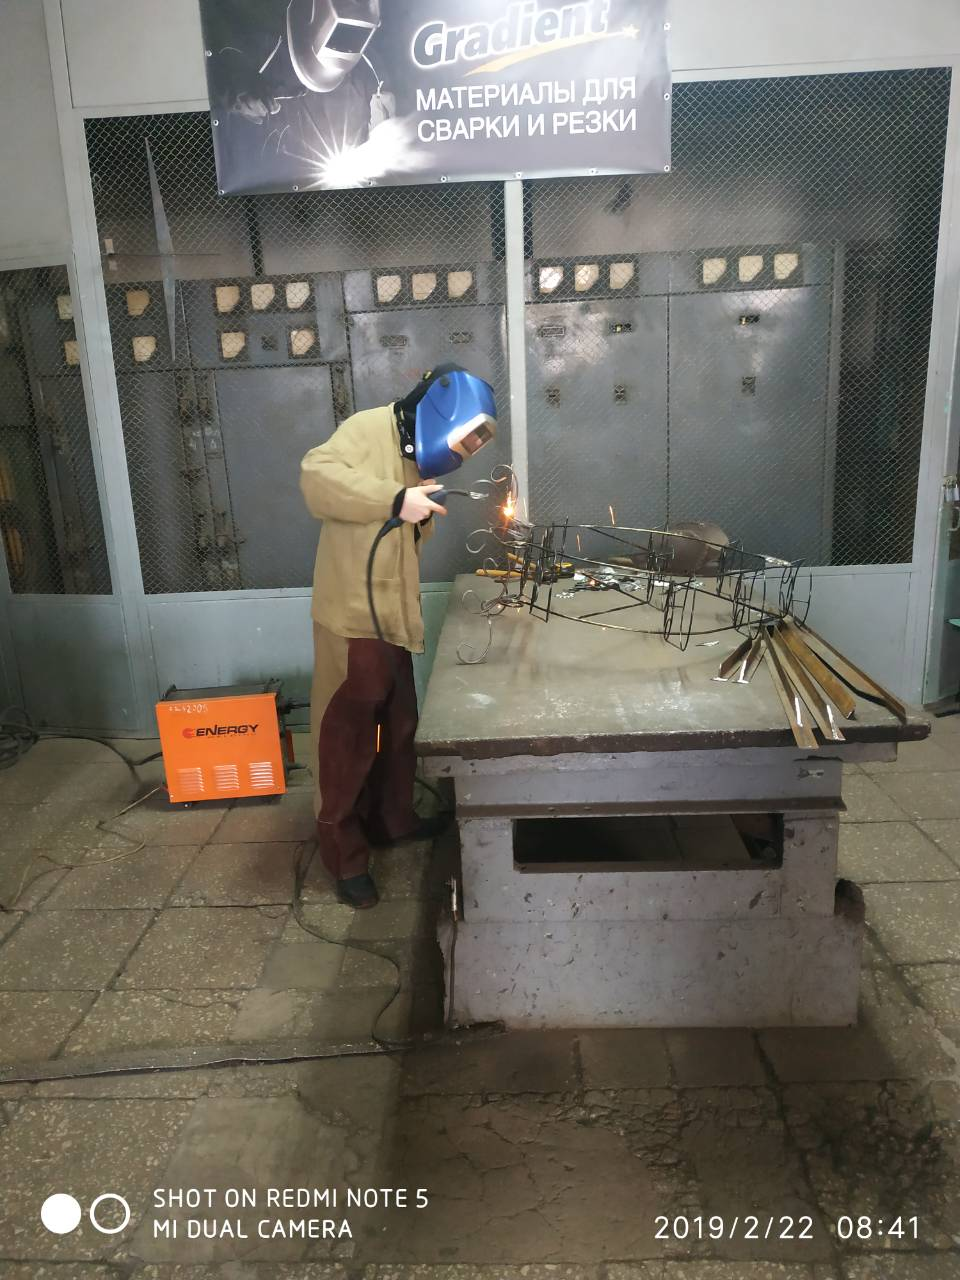 Gradient
МАТЕРИАЛЫ ДЛЯ
СВАРКИ И РЕЗКИ
ENERGY
SHOT ON REDMI NOTE 5
MI DUAL CAMERA
2019/2/22 08:41